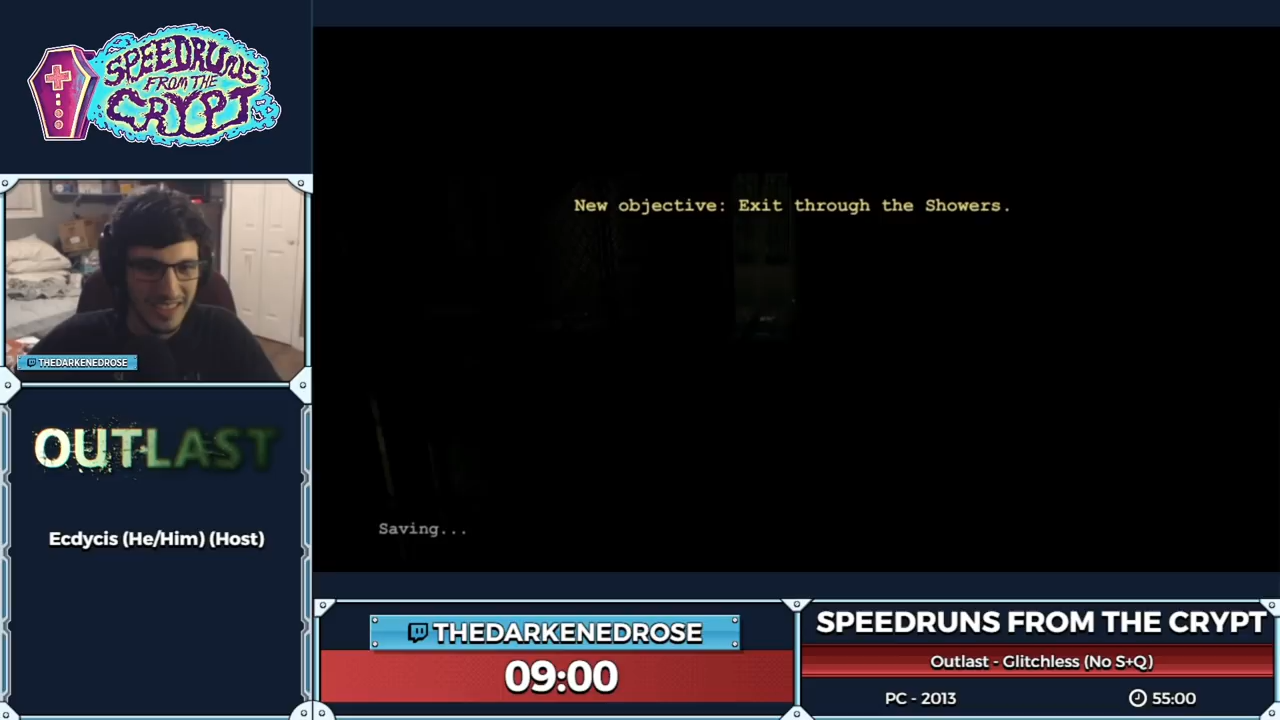 SPEEDRUNS
FROM THE
CRYPT
New objective: Exit through the Showers.
THEDARKENEDROSE
OUTLAST
Ecdycis (He/Him) (Host)
Saving...
THEDARKENEDROSE
09:00
SPEEDRUNS FROM THE CRYPT
Outlast - Glitchless (No S+Q)
PC - 2013
55:00